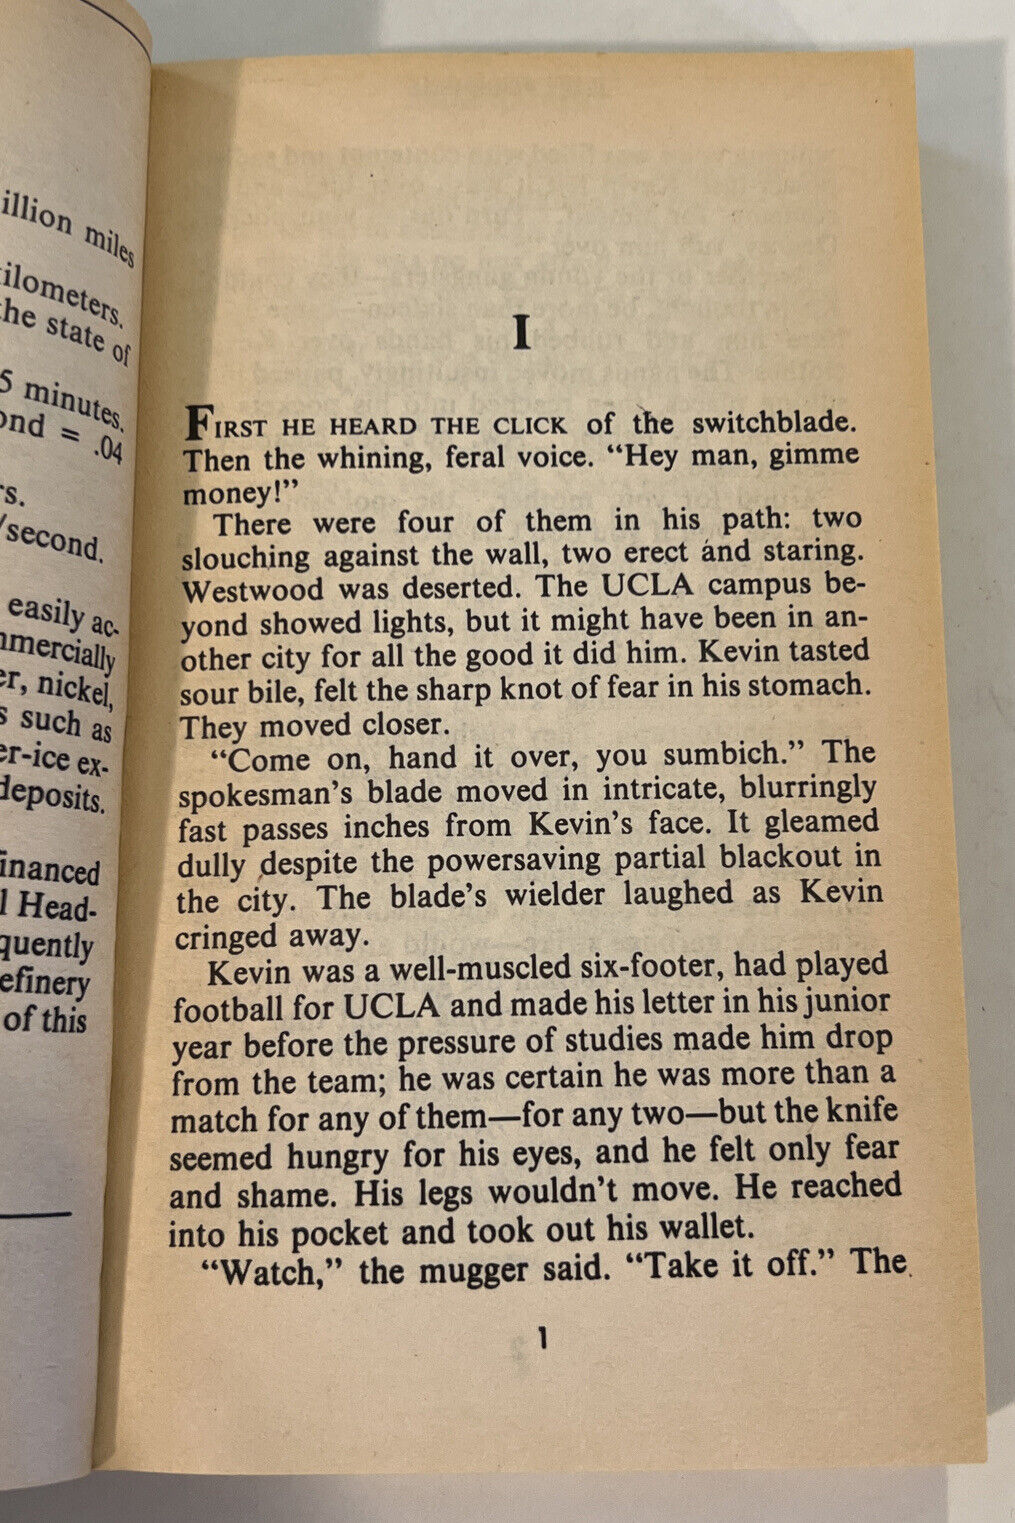 illion miles
ilometers.
he state of
5 minutes.
ond = .04
rs.
/second.
easily ac-
mmercially
er, nickel,
s such as
er-ice ex-
deposits.
inanced
l Head-
quently
efinery
of this
I
FIRST HE HEARD THE CLICK of the switchblade.
Then the whining, feral voice. “Hey man, gimme
money!”
There were four of them in his path: two
slouching against the wall, two erect and staring.
Westwood was deserted. The UCLA campus be-
yond showed lights, but it might have been in an-
other city for all the good it did him. Kevin tasted
sour bile, felt the sharp knot of fear in his stomach.
They moved closer.
“Come on, hand it over, you sumbich.” The
spokesman’s blade moved in intricate, blurringly
fast passes inches from Kevin’s face. It gleamed
dully despite the powersaving partial blackout in
the city. The blade’s wielder laughed as Kevin
cringed away.
Kevin was a well-muscled six-footer, had played
football for UCLA and made his letter in his junior
year before the pressure of studies made him drop
from the team; he was certain he was more than a
match for any of them—for any two—but the knife
seemed hungry for his eyes, and he felt only fear
and shame. His legs wouldn’t move. He reached
into his pocket and took out his wallet.
“Watch,” the mugger said. “Take it off.” The
1